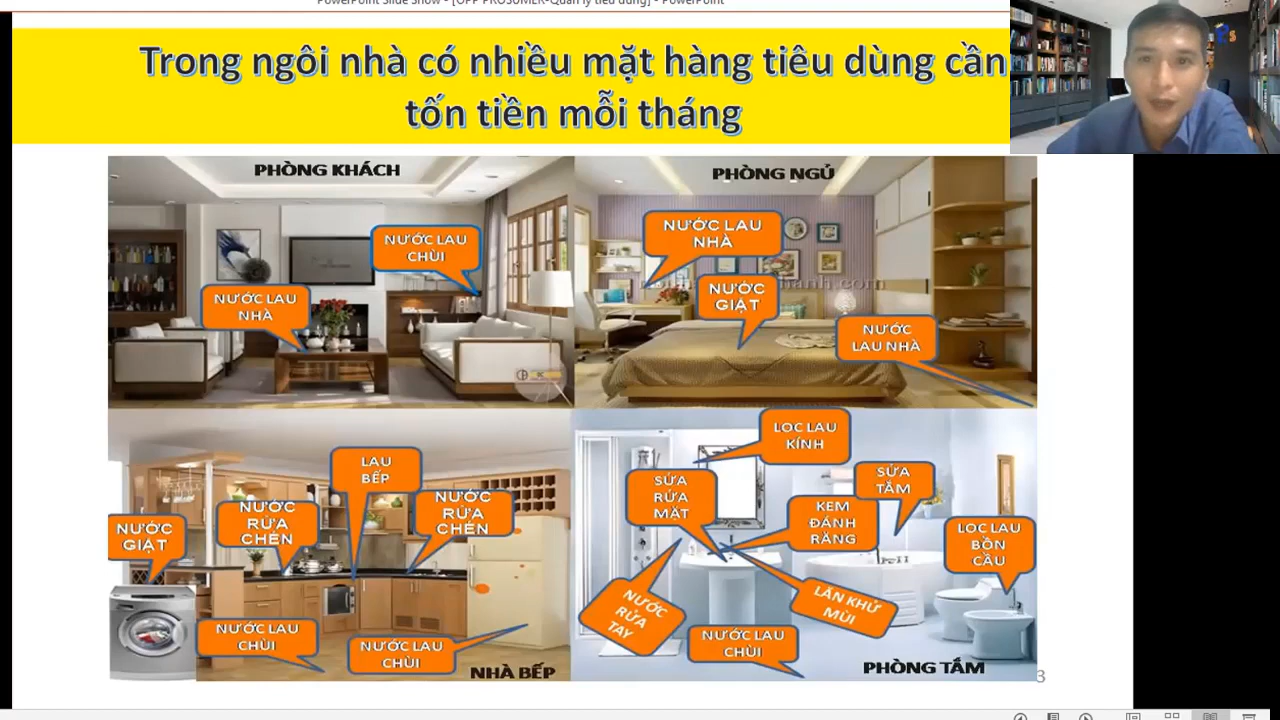 PowerPoint Slide Show - [OPP PROSUMER-Quản lý tiêu dùng] - PowerPoint
Trong ngôi nhà có nhiều mặt hàng tiêu dùng cần
tốn tiền mỗi tháng
PHÒNG KHÁCH
NƯỚC LAU
CHÙI
NƯỚC LAU
NHÀ
PHÒNG NGỦ
NƯỚC LAU
NHÀ
NƯỚC
GIẶT
NƯỚC
LAU NHÀ
LAU
BẾP
NƯỚC
RỬA
CHÉN
NƯỚC
RỬA
CHÉN
NƯỚC
GIẶT
NƯỚC LAU
CHÙI
NƯỚC LAU
CHÙI
NHÀ BẾP
LOC LAU
KÍNH
SỮA
RỬA
MẶT
SỮA
TẮM
KEM
ĐÁNH
RĂNG
LOC LAU
BỒN
CẦU
NƯỚC
RỬA
TAY
LĂN KHỬ
MÙI
NƯỚC LAU
CHÙI
PHÒNG TẮM
3